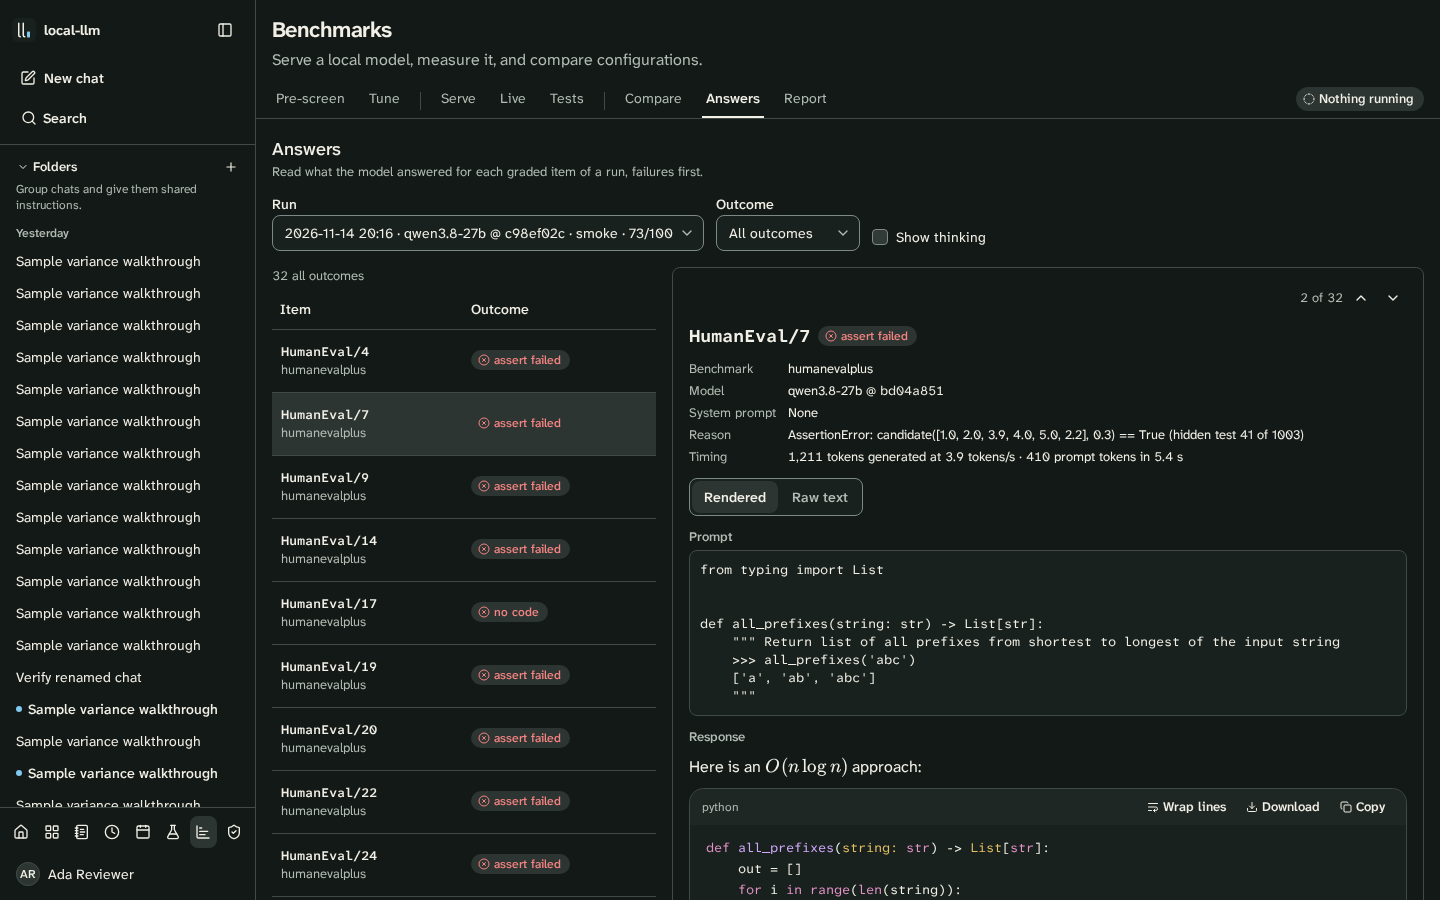 local-llm
New chat
Search
Folders
Group chats and give them shared
instructions.
Yesterday
Sample variance walkthrough
Sample variance walkthrough
Sample variance walkthrough
Sample variance walkthrough
Sample variance walkthrough
Sample variance walkthrough
Sample variance walkthrough
Sample variance walkthrough
Sample variance walkthrough
Sample variance walkthrough
Sample variance walkthrough
Sample variance walkthrough
Sample variance walkthrough
Verify renamed chat
Sample variance walkthrough
Sample variance walkthrough
Sample variance walkthrough
Sample variance walkthrough
AR Ada Reviewer
Benchmarks
Serve a local model, measure it, and compare configurations.
Pre-screen Tune Serve Live Tests Compare Answers Report Nothing running
Answers
Read what the model answered for each graded item of a run, failures first.
Run Outcome
2026-11-14 20:16 · qwen3.8-27b @ c98ef02c · smoke · 73/100 All outcomes Show thinking
32 all outcomes
Item Outcome
HumanEval/4 assert failed
humanevalplus
HumanEval/7 assert failed
humanevalplus
HumanEval/9 assert failed
humanevalplus
HumanEval/14 assert failed
humanevalplus
HumanEval/17 no code
humanevalplus
HumanEval/19 assert failed
humanevalplus
HumanEval/20 assert failed
humanevalplus
HumanEval/22 assert failed
humanevalplus
HumanEval/24 assert failed
humanevalplus
2 of 32
HumanEval/7 assert failed
Benchmark humanevalplus
Model qwen3.8-27b @ bd04a851
System prompt None
Reason AssertionError: candidate([1.0, 2.0, 3.9, 4.0, 5.0, 2.2], 0.3) == True (hidden test 41 of 1003)
Timing 1,211 tokens generated at 3.9 tokens/s · 410 prompt tokens in 5.4 s
Rendered Raw text
Prompt
from typing import List
def all_prefixes(string: str) -> List[str]:
""" Return list of all prefixes from shortest to longest of the input string
>>> all_prefixes('abc')
['a', 'ab', 'abc']
"""
Response
Here is an O(n log n) approach:
python Wrap lines Download Copy
def all_prefixes(string: str) -> List[str]:
out = []
for i in range(len(string)):